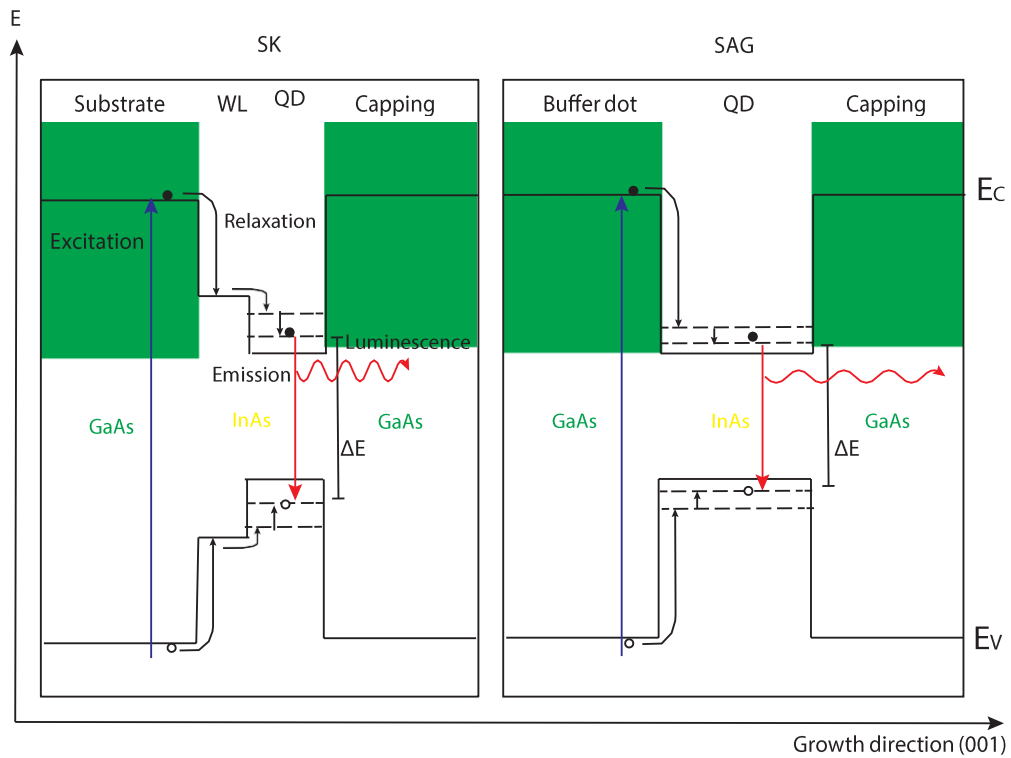 E
SK
SAG
Substrate
WL
QD
Capping
Buffer dot
QD
Capping
EC
Relaxation
Excitation
Luminescence
Emission
GaAs
InAs
GaAs
ΔE
GaAs
InAs
GaAs
ΔE
EV
Growth direction (001)